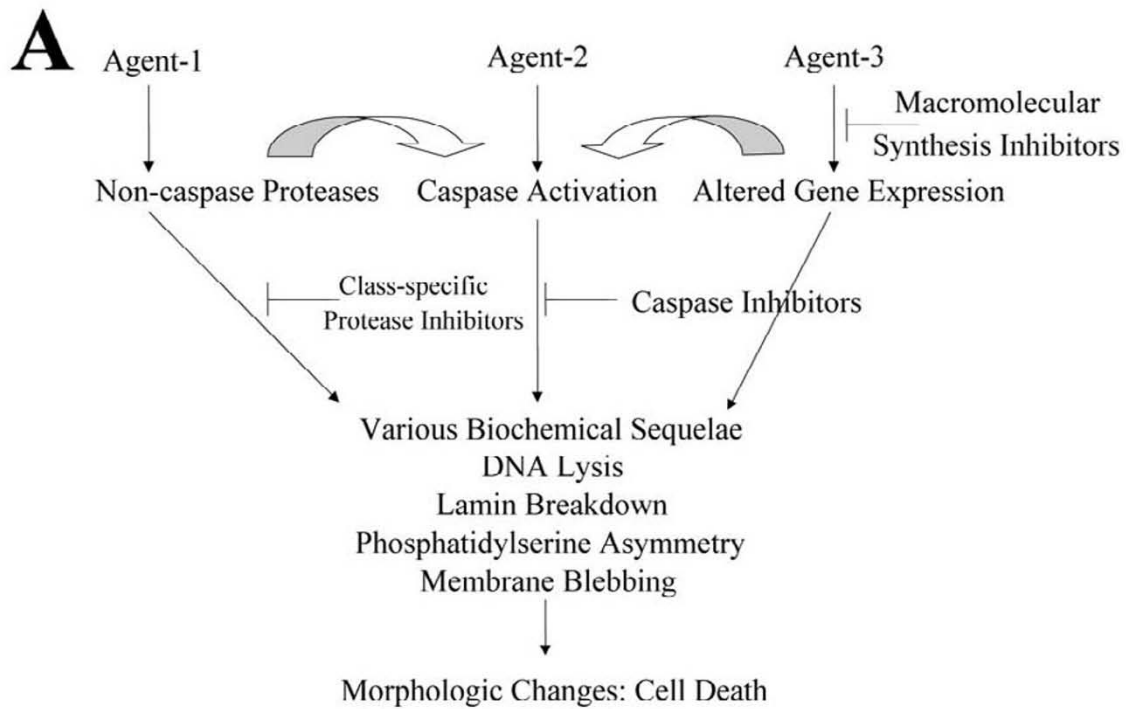 A
Agent-1
Agent-2
Agent-3
Macromolecular
Synthesis Inhibitors
Non-caspase Proteases
Caspase Activation
Altered Gene Expression
Class-specific
Protease Inhibitors
Caspase Inhibitors
Various Biochemical Sequelae
DNA Lysis
Lamin Breakdown
Phosphatidylserine Asymmetry
Membrane Blebbing
Morphologic Changes: Cell Death